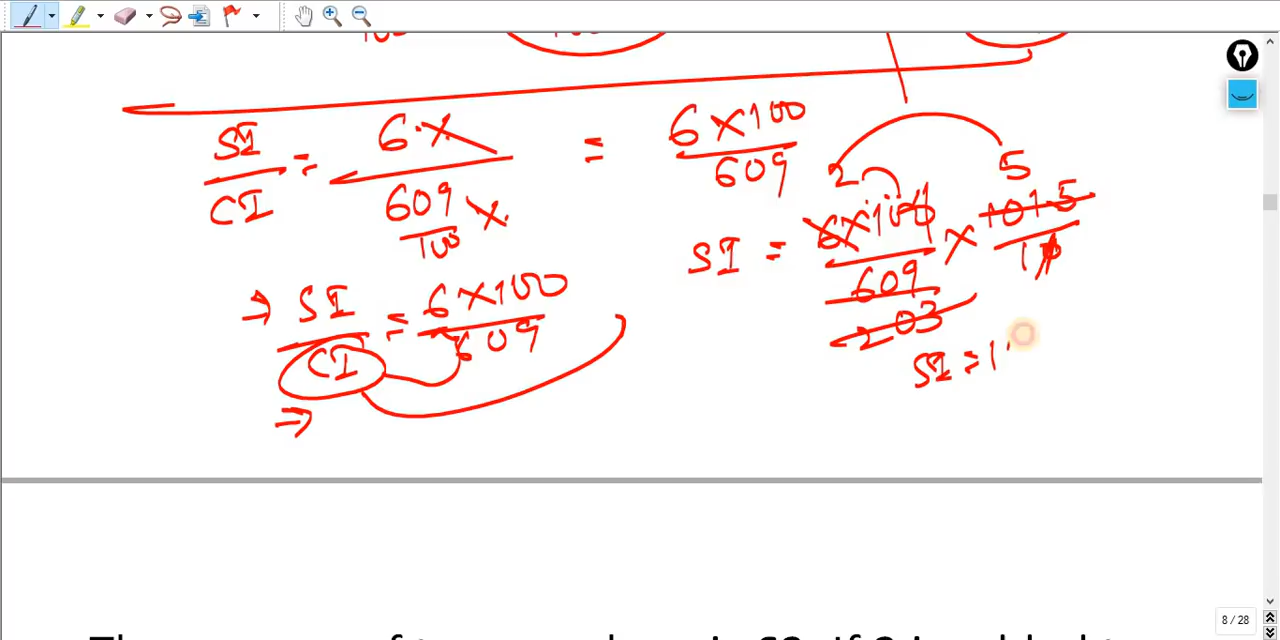 SI / CI = 6·x / (609/100 x) = 6×100 / 609
2 5
SI = 6×100 / 609 × 1015 / 10
203
⇒ SI / CI = 6×100 / 609
SI = 1
⇒
8 / 28